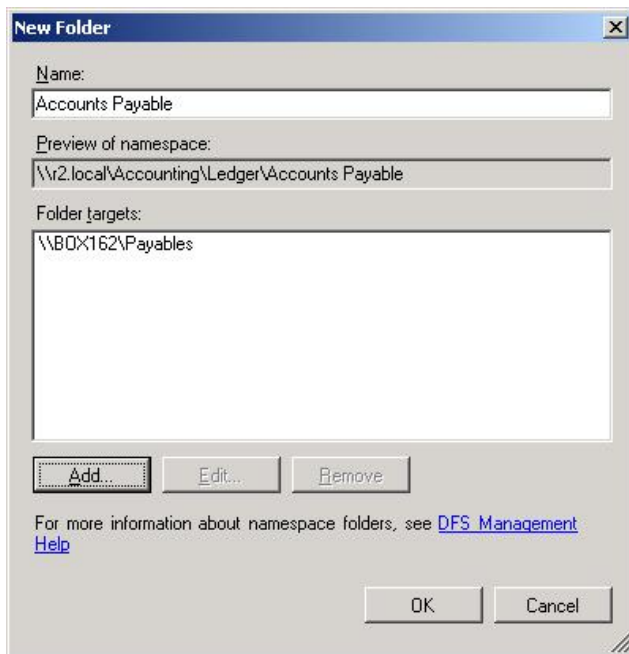 New Folder
Name:
Accounts Payable
Preview of namespace:
\\r2.local\Accounting\Ledger\Accounts Payable
Folder targets:
\\BOX162\Payables
Add...
Edit...
Remove
For more information about namespace folders, see DFS Management
Help
OK
Cancel